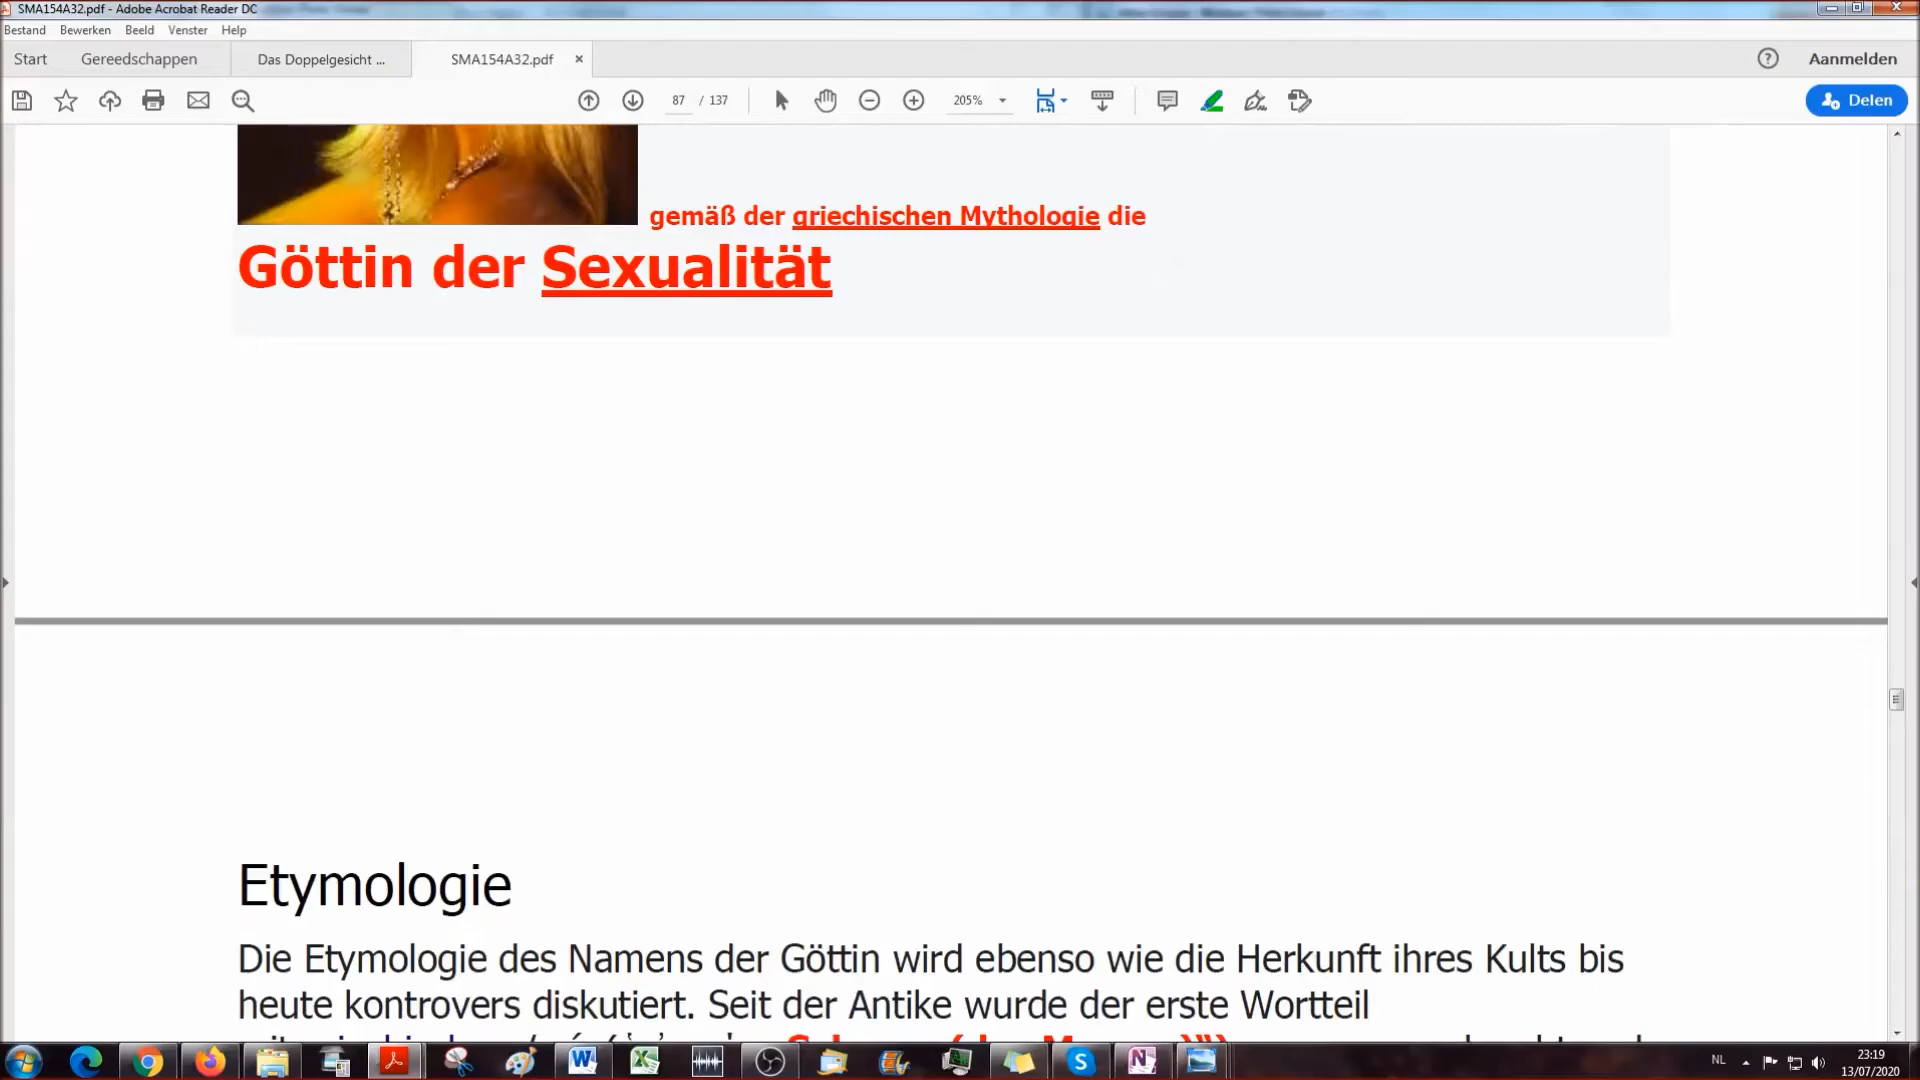 SMA154A32.pdf - Adobe Acrobat Reader DC
Bestand Bewerken Beeld Venster Help
Start Gereedschappen Das Doppelgesicht ... SMA154A32.pdf Aanmelden
87 / 137 205% Delen
gemäß der griechischen Mythologie die
Göttin der Sexualität
Etymologie
Die Etymologie des Namens der Göttin wird ebenso wie die Herkunft ihres Kults bis
heute kontrovers diskutiert. Seit der Antike wurde der erste Wortteil
NL 23:19
13/07/2020